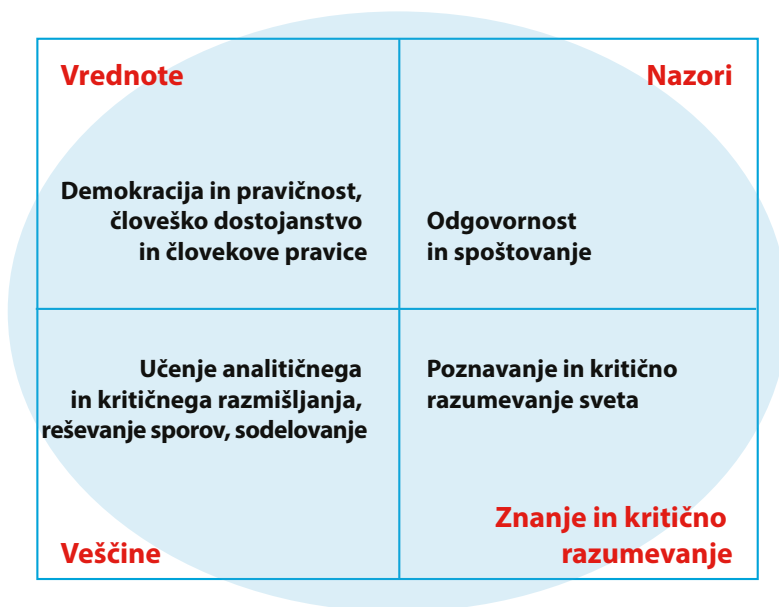 Vrednote
Demokracija in pravičnost,
človeško dostojanstvo
in človekove pravice
Nazori
Odgovornost
in spoštovanje
Učenje analitičnega
in kritičnega razmišljanja,
reševanje sporov, sodelovanje
Veščine
Poznavanje in kritično
razumevanje sveta
Znanje in kritično
razumevanje